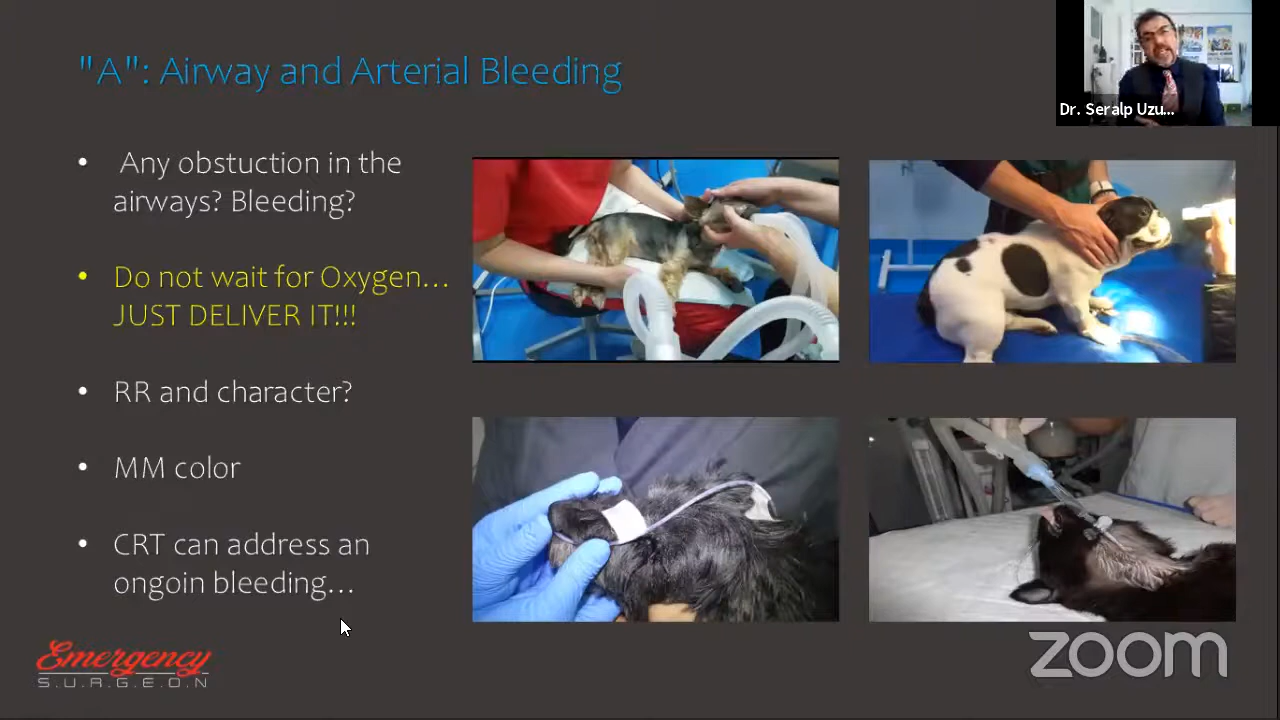 "A": Airway and Arterial Bleeding
Dr. Seralp Uzu...
Any obstuction in the
airways? Bleeding?
Do not wait for Oxygen...
JUST DELIVER IT!!!
RR and character?
MM color
CRT can address an
ongoin bleeding...
Emergency
S.U.R.G.E.O.N
zoom